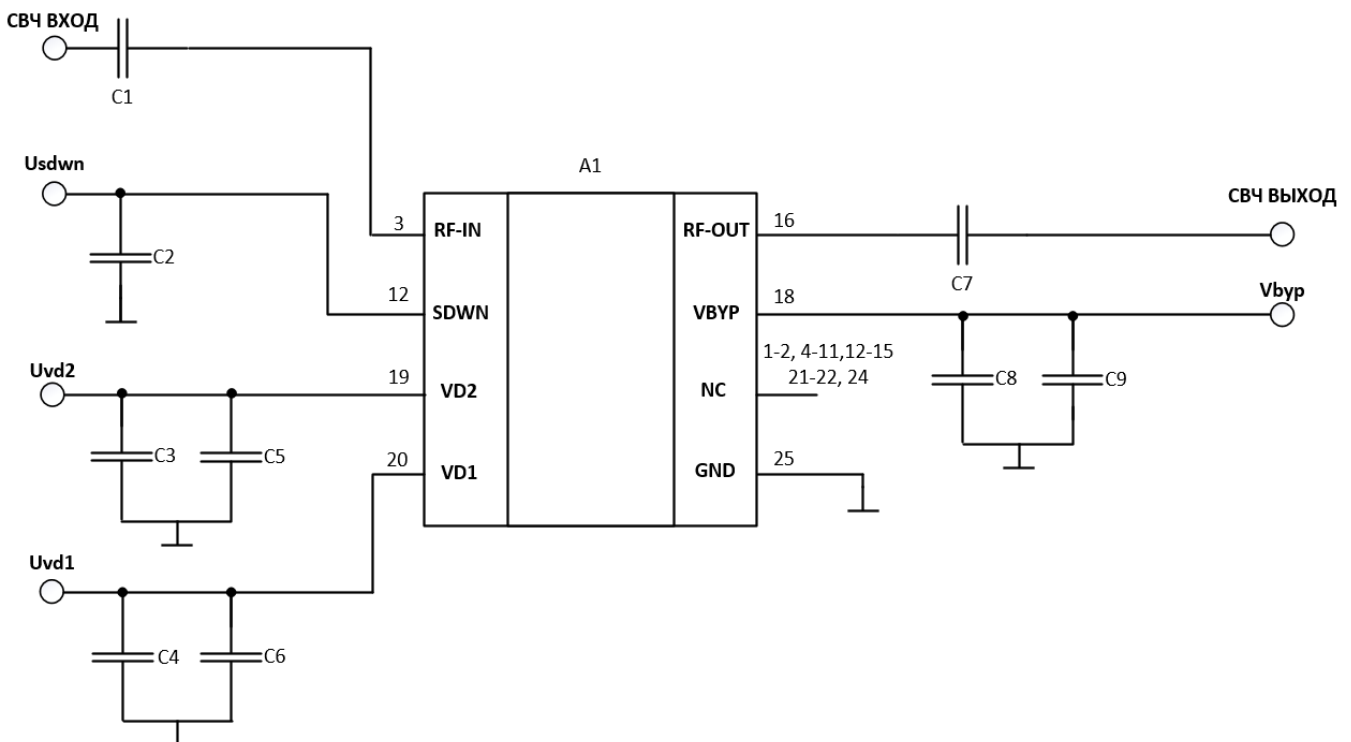 СВЧ ВХОД
C1
Usdwn
C2
A1
3
RF-IN
RF-OUT
16
СВЧ ВЫХОД
C7
12
SDWN
VBYP
18
Vbyp
1-2, 4-11,12-15
21-22, 24
C8
C9
Uvd2
19
VD2
NC
C3
C5
20
VD1
GND
25
Uvd1
C4
C6